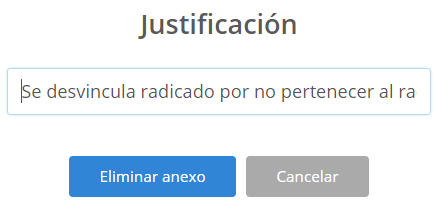 Justificación
Se desvincula radicado por no pertenecer al ra
Eliminar anexo
Cancelar